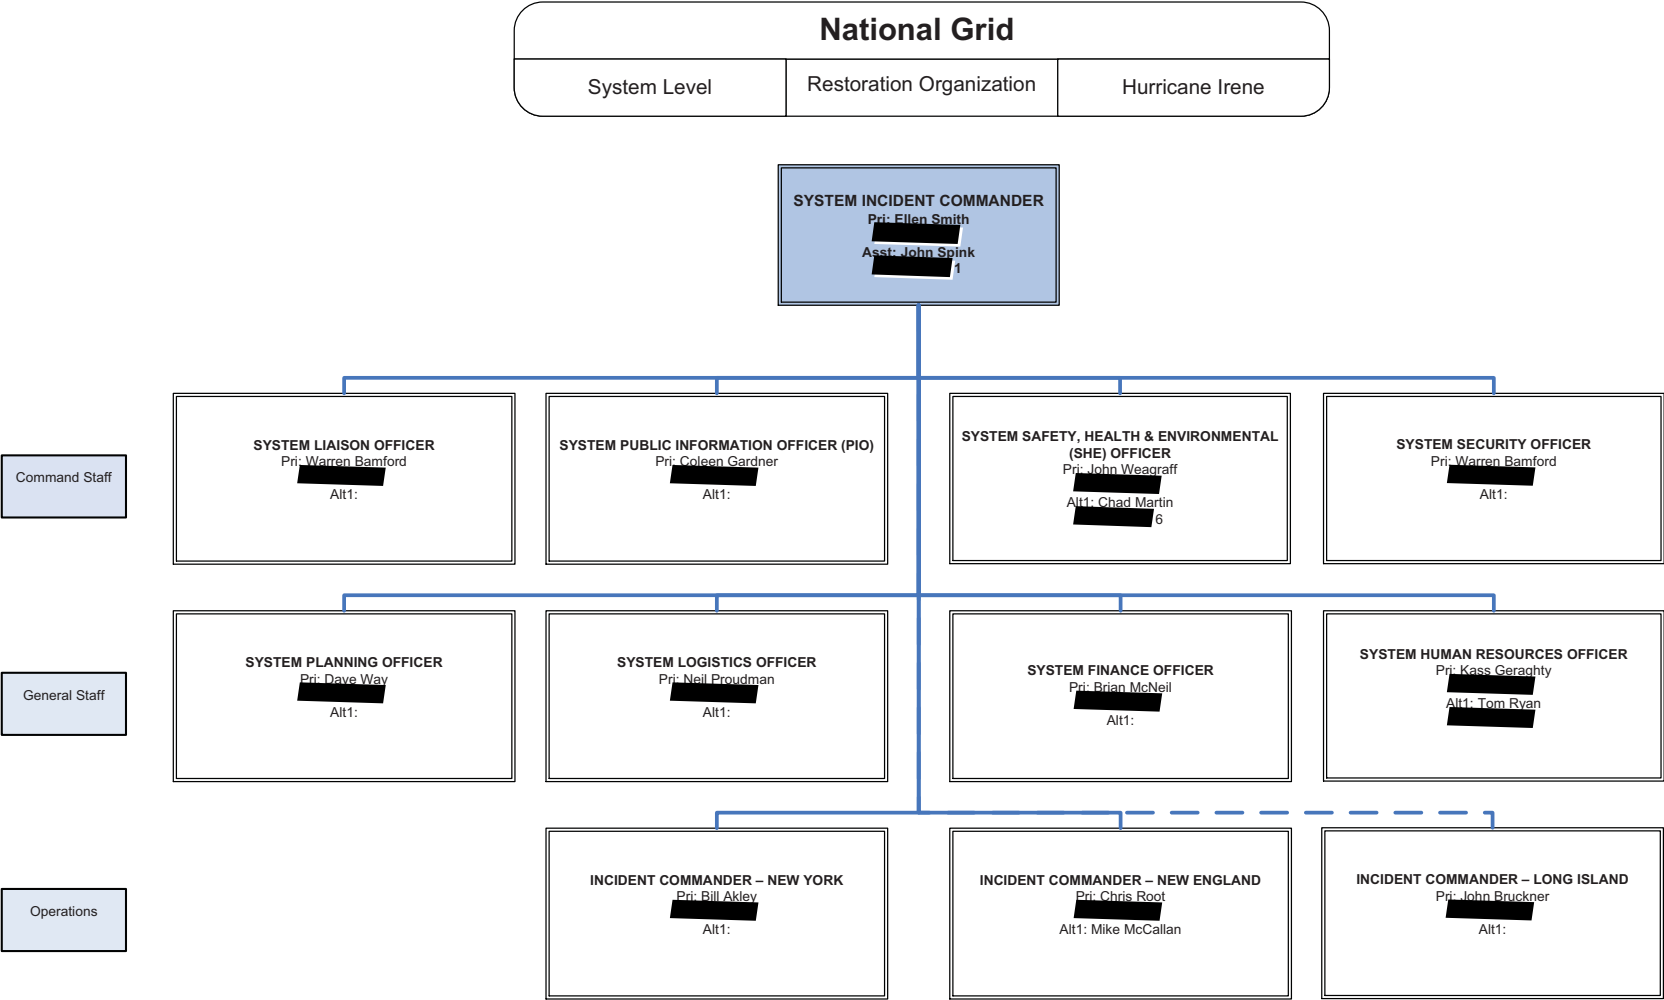 National Grid
System Level
Restoration Organization
Hurricane Irene
SYSTEM INCIDENT COMMANDER
Pri: Ellen Smith
Asst: John Spink
1
Command Staff
SYSTEM LIAISON OFFICER
Pri: Warren Bamford
Alt1:
SYSTEM PUBLIC INFORMATION OFFICER (PIO)
Pri: Coleen Gardner
Alt1:
SYSTEM SAFETY, HEALTH & ENVIRONMENTAL
(SHE) OFFICER
Pri: John Weagraff
Alt1: Chad Martin
6
SYSTEM SECURITY OFFICER
Pri: Warren Bamford
Alt1:
General Staff
SYSTEM PLANNING OFFICER
Pri: Dave Way
Alt1:
SYSTEM LOGISTICS OFFICER
Pri: Neil Proudman
Alt1:
SYSTEM FINANCE OFFICER
Pri: Brian McNeil
Alt1:
SYSTEM HUMAN RESOURCES OFFICER
Pri: Kass Geraghty
Alt1: Tom Ryan
Operations
INCIDENT COMMANDER – NEW YORK
Pri: Bill Akley
Alt1:
INCIDENT COMMANDER – NEW ENGLAND
Pri: Chris Root
Alt1: Mike McCallan
INCIDENT COMMANDER – LONG ISLAND
Pri: John Bruckner
Alt1: